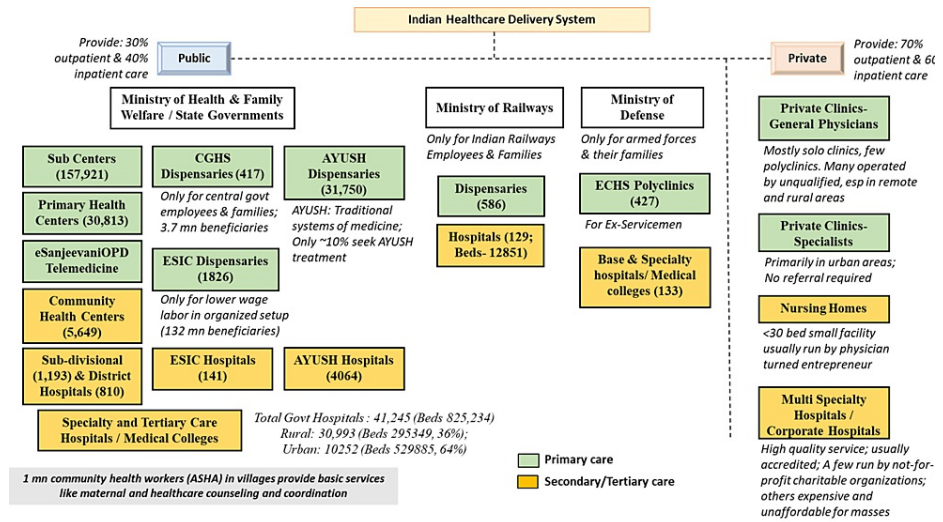 Indian Healthcare Delivery System
Provide: 30%
outpatient & 40%
inpatient care
Public
Private
Provide: 70%
outpatient & 60
inpatient care
Ministry of Health & Family
Welfare / State Governments
Sub Centers
(157,921)
Primary Health
Centers (30,813)
eSanjeevaniOPD
Telemedicine
Community
Health Centers
(5,649)
Sub-divisional
(1,193) & District
Hospitals (810)
CGHS
Dispensaries (417)
Only for central govt
employees & families;
3.7 mn beneficiaries
ESIC Dispensaries
(1826)
Only for lower wage
labor in organized setup
(132 mn beneficiaries)
ESIC Hospitals
(141)
AYUSH
Dispensaries
(31,750)
AYUSH: Traditional
systems of medicine;
Only ~10% seek AYUSH
treatment
AYUSH Hospitals
(4064)
Specialty and Tertiary Care
Hospitals / Medical Colleges
Total Govt Hospitals : 41,245 (Beds 825,234)
Rural: 30,993 (Beds 295349, 36%);
Urban: 10252 (Beds 529885, 64%)
1 mn community health workers (ASHA) in villages provide basic services
like maternal and healthcare counseling and coordination
Ministry of Railways
Only for Indian Railways
Employees & Families
Dispensaries
(586)
Hospitals (129;
Beds- 12851)
Ministry of
Defense
Only for armed forces
& their families
ECHS Polyclinics
(427)
For Ex-Servicemen
Base & Specialty
hospitals/ Medical
colleges (133)
Primary care
Secondary/Tertiary care
Private Clinics-
General Physicians
Mostly solo clinics, few
polyclinics. Many operated
by unqualified, esp in remote
and rural areas
Private Clinics-
Specialists
Primarily in urban areas;
No referral required
Nursing Homes
<30 bed small facility
usually run by physician
turned entrepreneur
Multi Specialty
Hospitals /
Corporate Hospitals
High quality service; usually
accredited; A few run by not-for-
profit charitable organizations;
others expensive and
unaffordable for masses